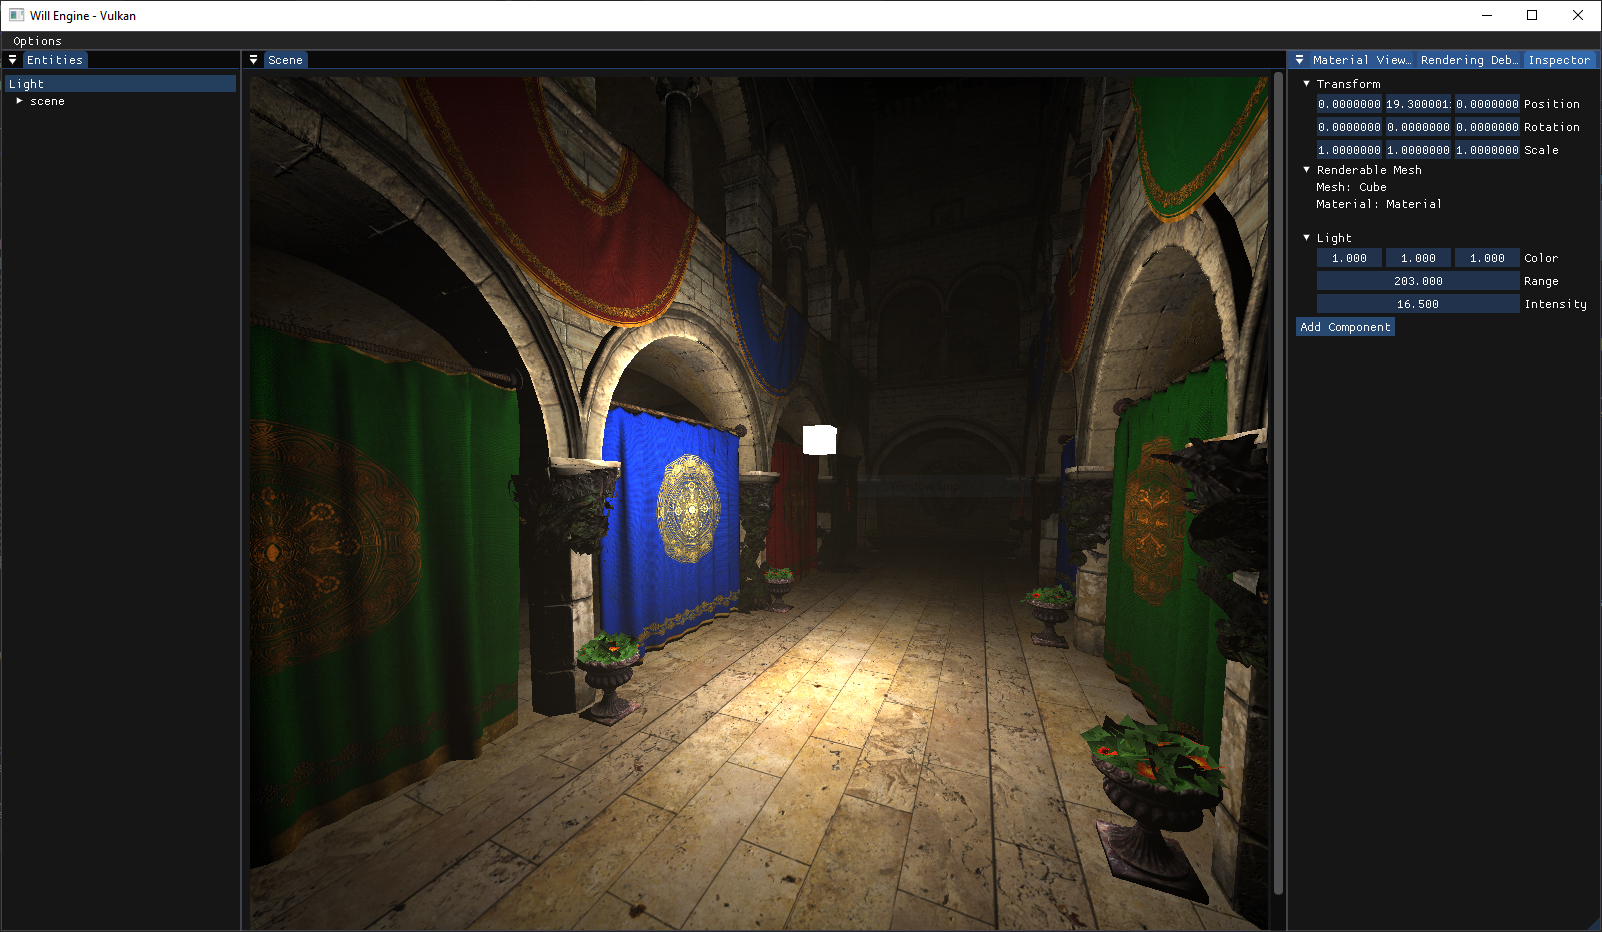 Will Engine - Vulkan
Options
Entities
Light
scene
Scene
Material View… Rendering Deb… Inspector
Transform
0.0000000 19.300001 0.0000000 Position
0.0000000 0.0000000 0.0000000 Rotation
1.0000000 1.0000000 1.0000000 Scale
Renderable Mesh
Mesh: Cube
Material: Material
Light
1.000 1.000 1.000 Color
203.000 Range
16.500 Intensity
Add Component